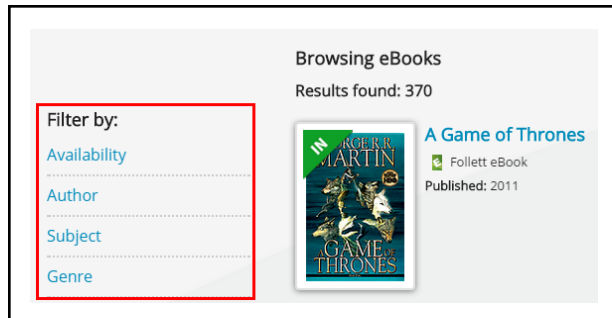 Browsing eBooks
Results found: 370
Filter by:
Availability
Author
Subject
Genre
IN
GEORGE R.R.
MARTIN
A GAME OF
THRONES
A Game of Thrones
Follett eBook
Published: 2011